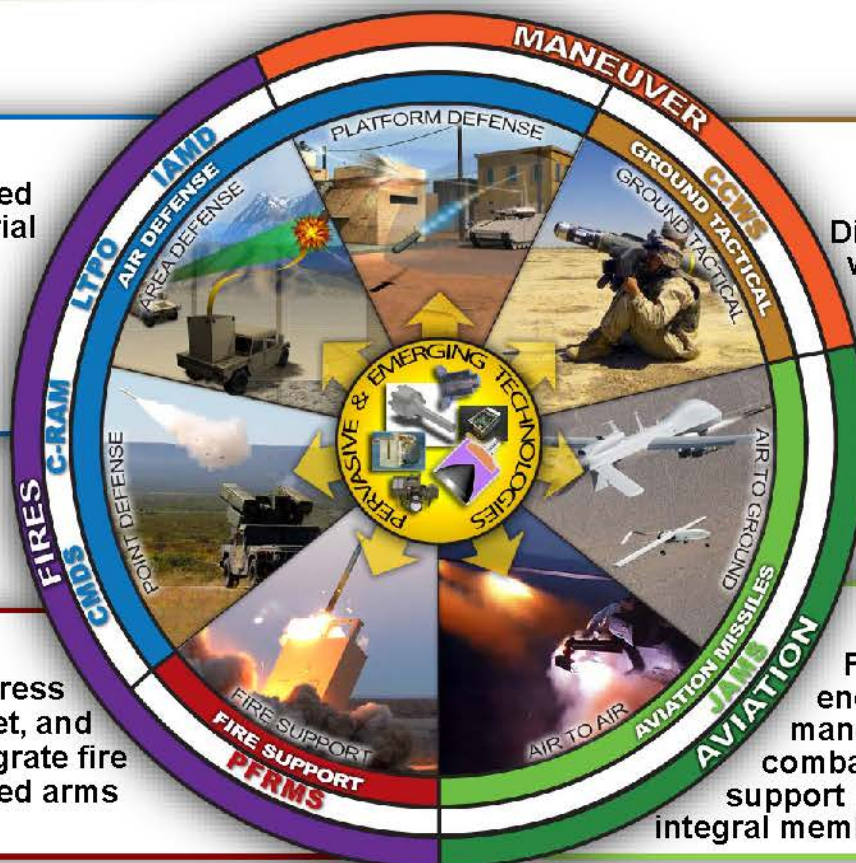 MANEUVER
CCWS
GROUND TACTICAL
GROUND TACTICAL
PLATFORM DEFENSE
IAMD
LTPO
C-RAM
CMDS
AIR DEFENSE
AREA DEFENSE
POINT DEFENSE
FIRES
PERVASIVE & EMERGING TECHNOLOGIES
AIR TO GROUND
AIR TO AIR
AVIATION MISSILES
JAMS
AVIATION
FIRE SUPPORT
FIRE SUPPORT
PFRMS
ed
ial
Di
v
ress
et, and
grate fire
ed arms
F
enc
man
comba
support
integral memb